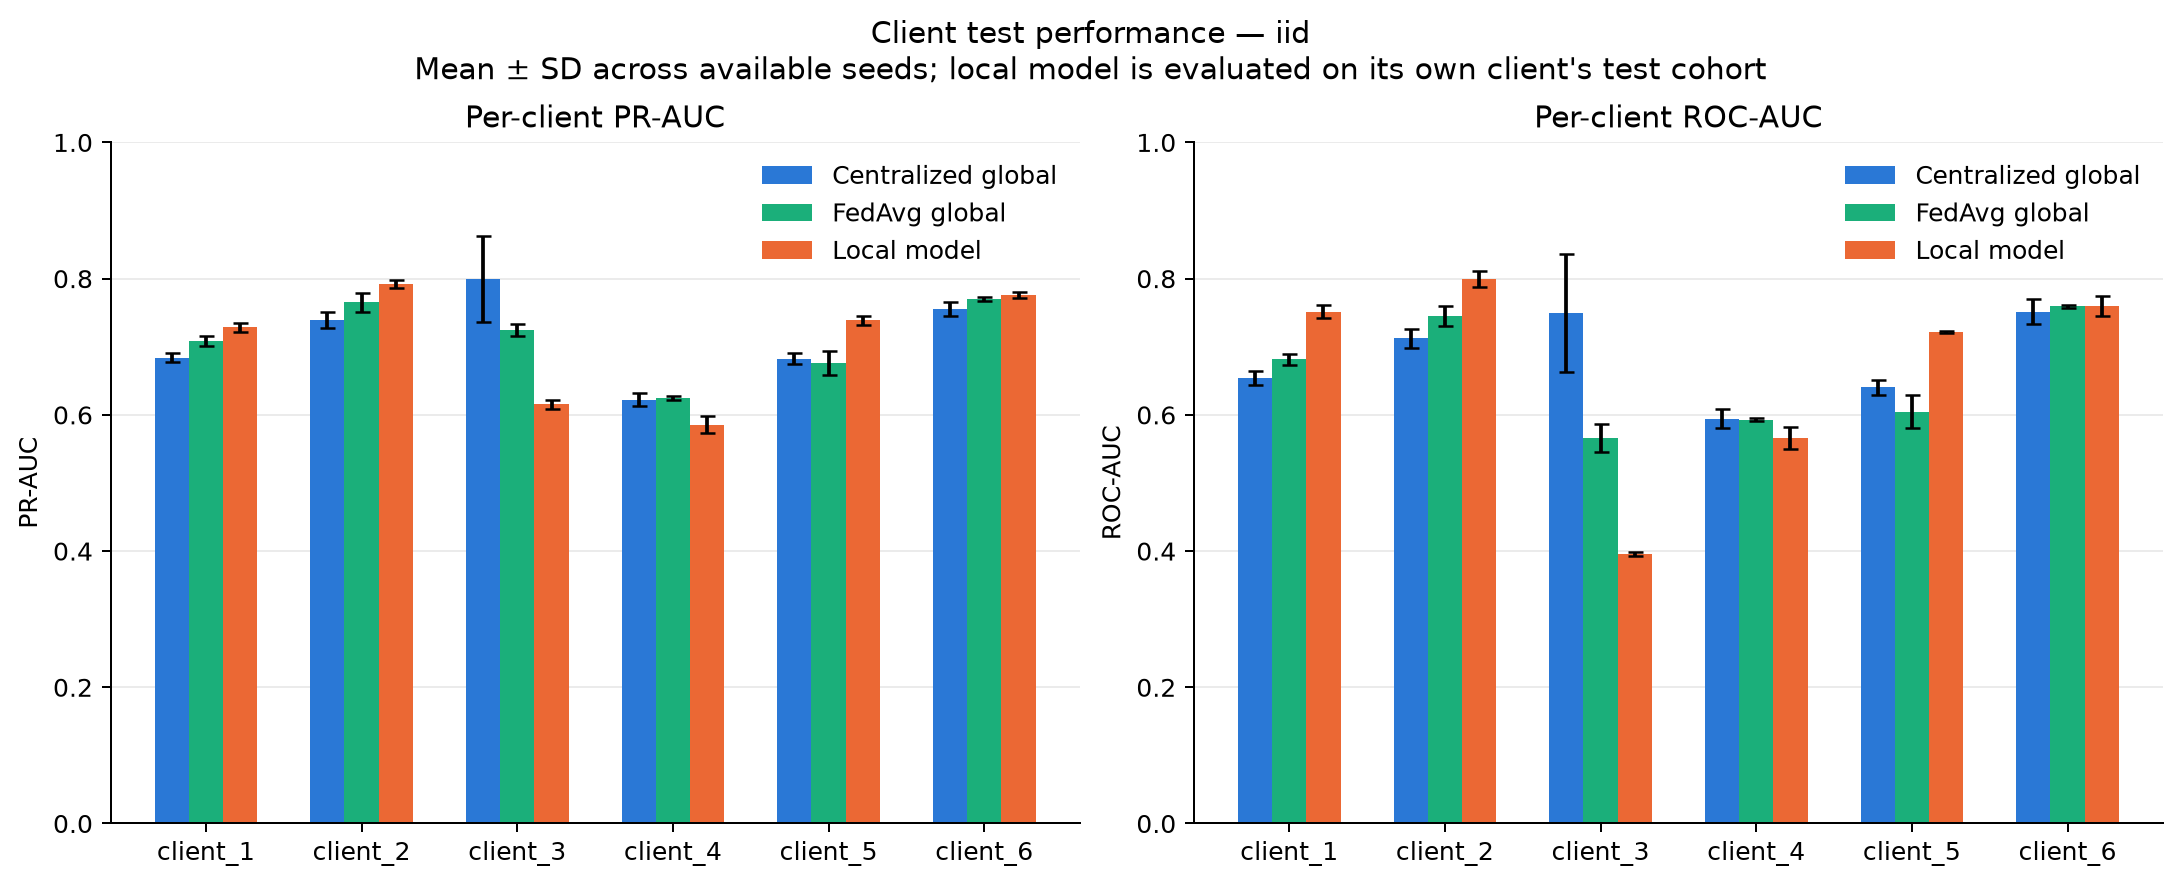 Client test performance — iid
Mean ± SD across available seeds; local model is evaluated on its own client's test cohort
Per-client PR-AUC
1.0
0.8
0.6
0.4
0.2
0.0
PR-AUC
Centralized global
FedAvg global
Local model
client_1 client_2 client_3 client_4 client_5 client_6
Per-client ROC-AUC
1.0
0.8
0.6
0.4
0.2
0.0
ROC-AUC
Centralized global
FedAvg global
Local model
client_1 client_2 client_3 client_4 client_5 client_6